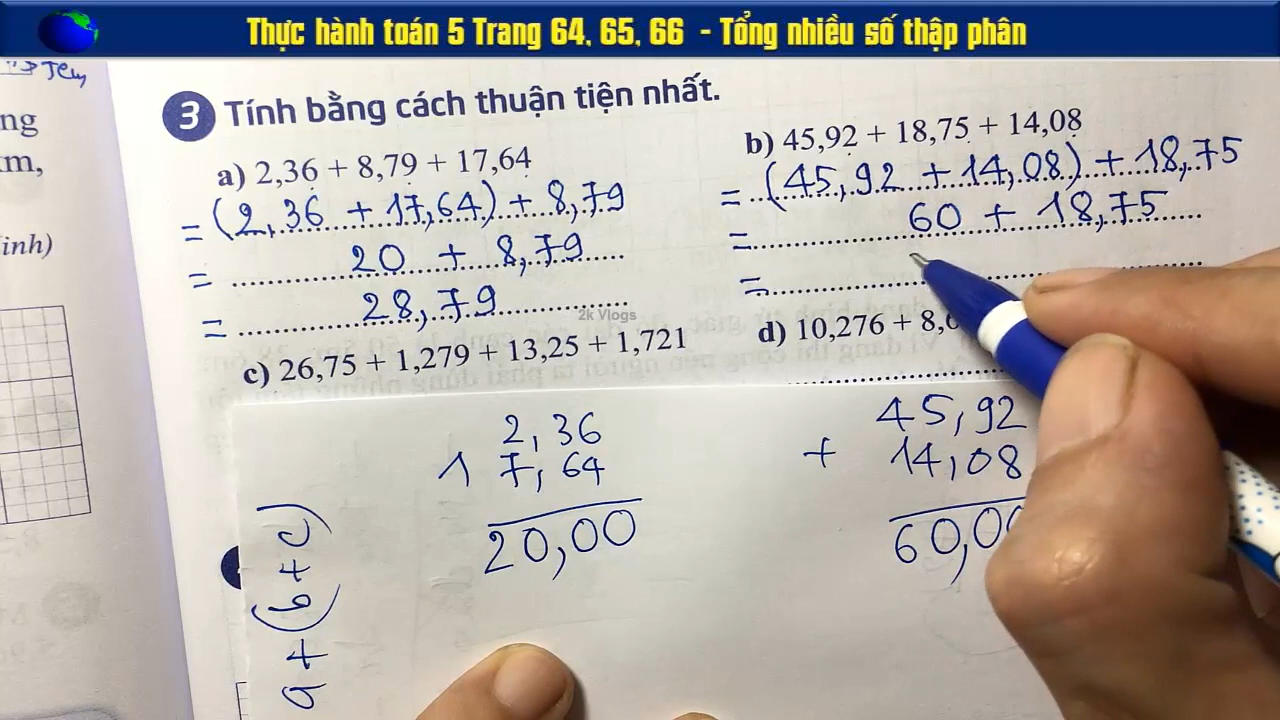 Thực hành toán 5 Trang 64, 65, 66 - Tổng nhiều số thập phân
ng
m,
inh)
3 Tính bằng cách thuận tiện nhất.
a) 2,36 + 8,79 + 17,64
= (2,36 + 17,64) + 8,79
= 20 + 8,79
= 28,79
b) 45,92 + 18,75 + 14,08
= (45,92 + 14,08) + 18,75
= 60 + 18,75
=
2k Vlogs
c) 26,75 + 1,279 + 13,25 + 1,721
d) 10,276 + 8,
2,36
17,64
20,00
45,92
+ 14,08
60,00
a + (b + c)